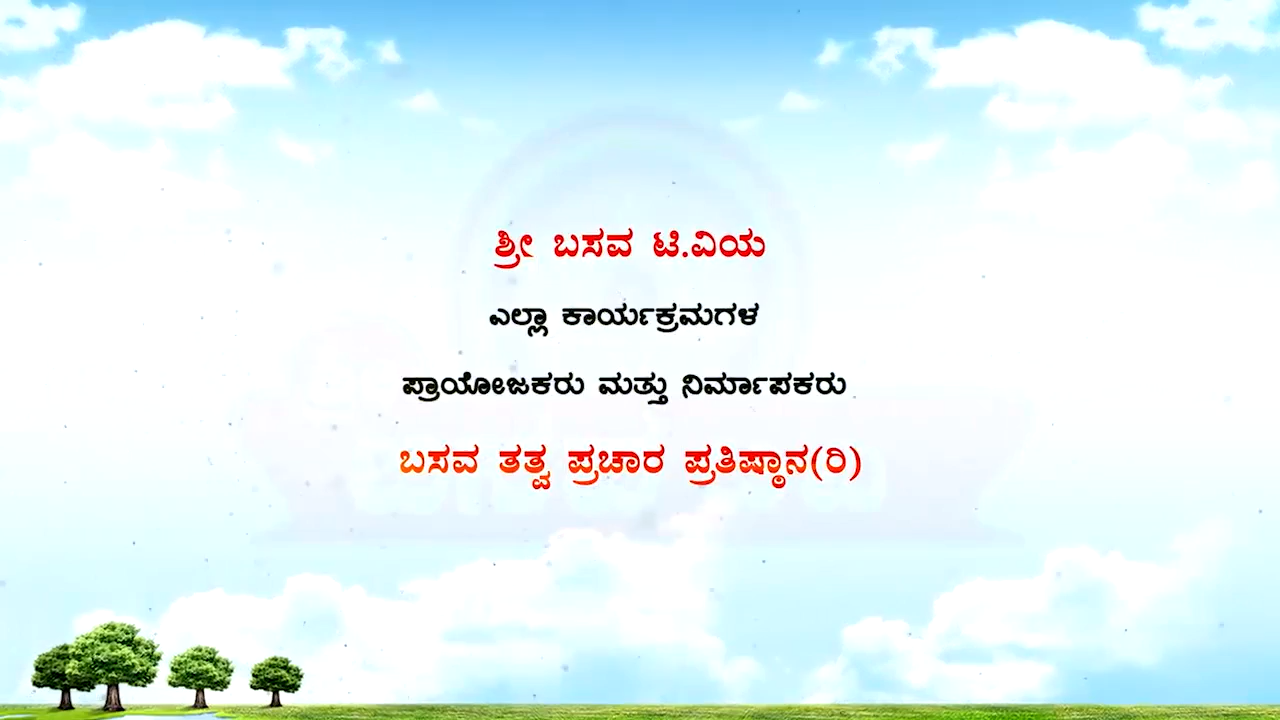 ಶ್ರೀ ಬಸವ ಟಿ.ವಿಯ
ಎಲ್ಲಾ ಕಾರ್ಯಕ್ರಮಗಳ
ಪ್ರಾಯೋಜಕರು ಮತ್ತು ನಿರ್ಮಾಪಕರು
ಬಸವ ತತ್ವ ಪ್ರಚಾರ ಪ್ರತಿಷ್ಠಾನ(ರಿ)